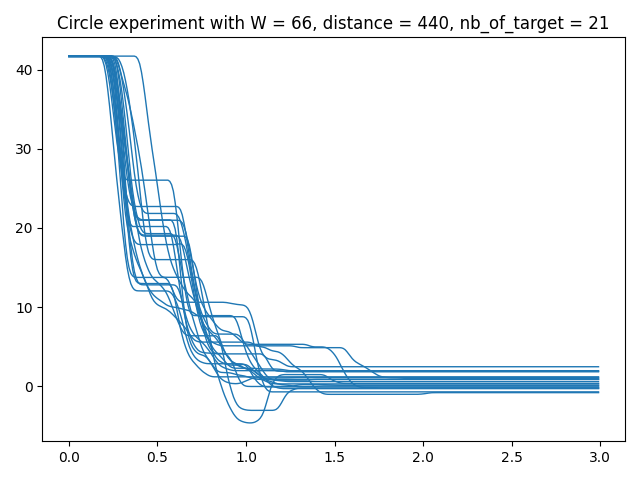 Circle experiment with W = 66, distance = 440, nb_of_target = 21
40
30
20
10
0
0.0 0.5 1.0 1.5 2.0 2.5 3.0